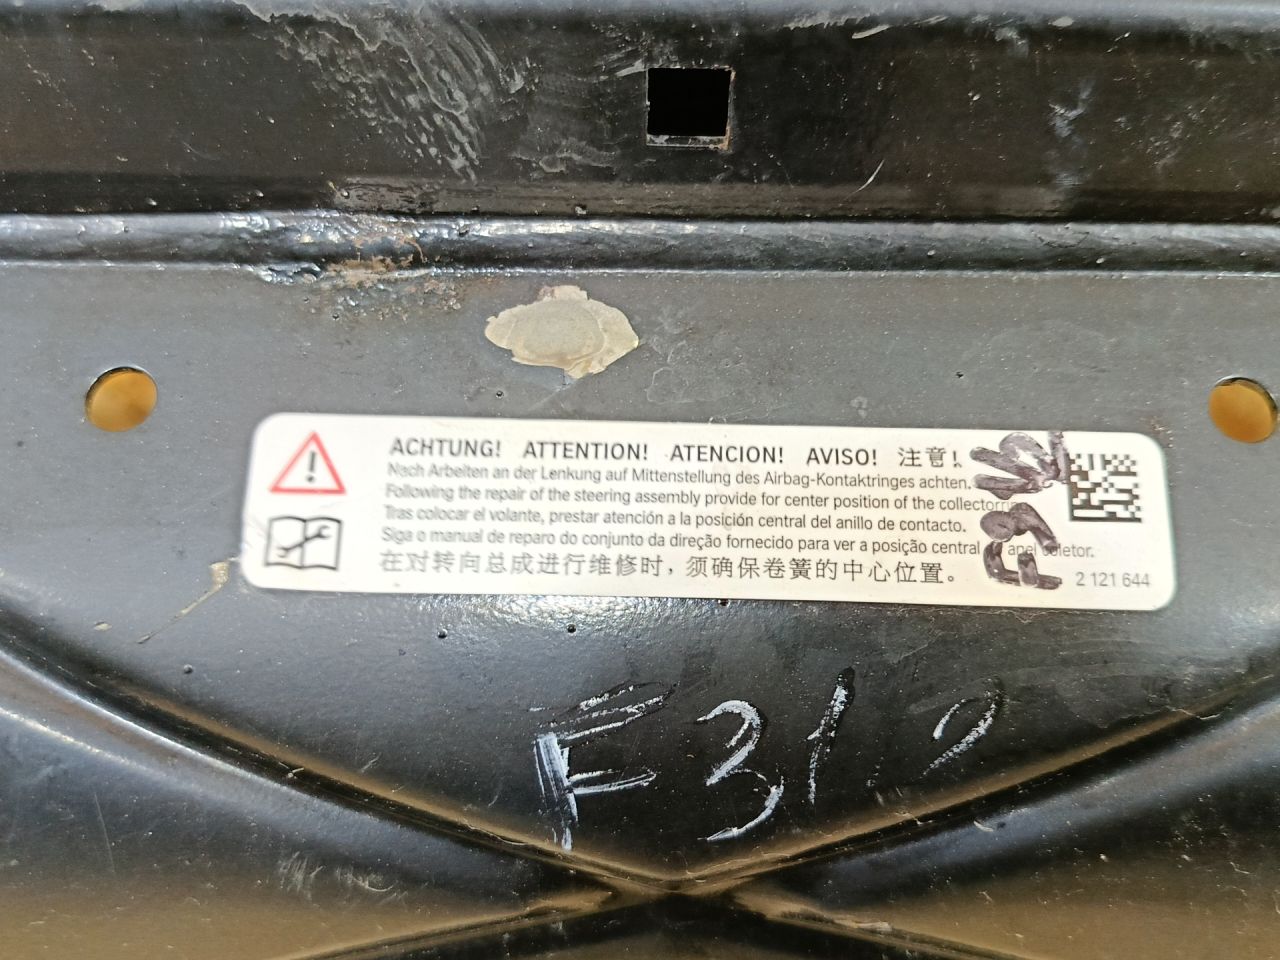 ACHTUNG! ATTENTION! ATENCION! AVISO! 注意!
Nach Arbeiten an der Lenkung auf Mittenstellung des Airbag-Kontaktringes achten.
Following the repair of the steering assembly provide for center position of the
Tras colocar el volante, prestar atención a la posición central del anillo de contacto.
Siga o manual de reparo do conjunto da direção fornecido para ver a posição central
在对转向总成进行维修时,须确保卷簧的中心位置。
2 121 644
F312